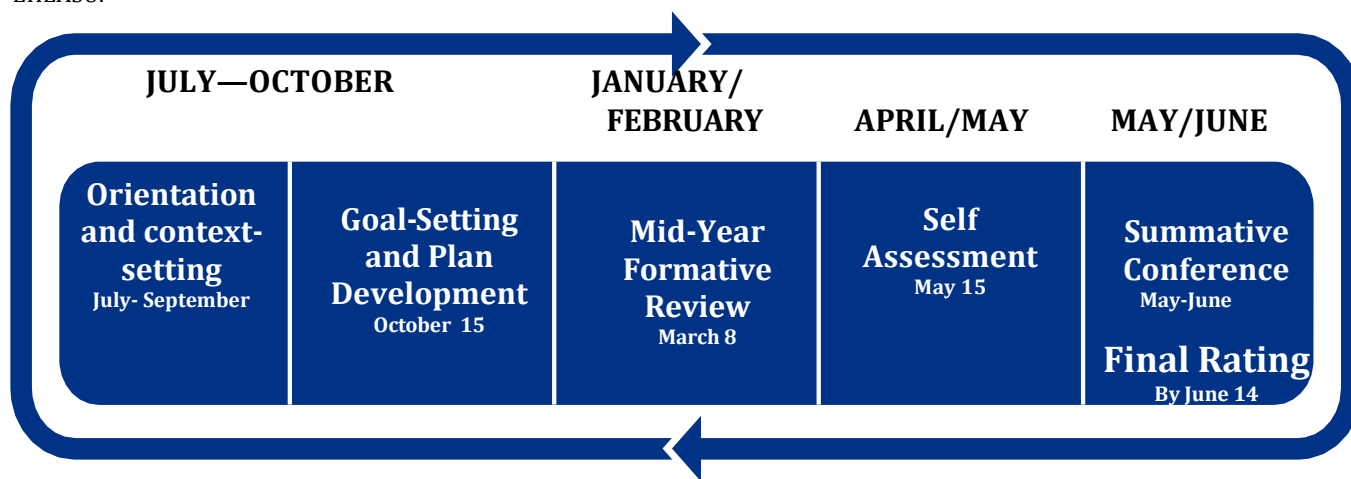 JULY—OCTOBER
JANUARY/
FEBRUARY
APRIL/MAY
MAY/JUNE
Orientation
and context-
setting
July- September
Goal-Setting
and Plan
Development
October 15
Mid-Year
Formative
Review
March 8
Self
Assessment
May 15
Summative
Conference
May-June
Final Rating
By June 14